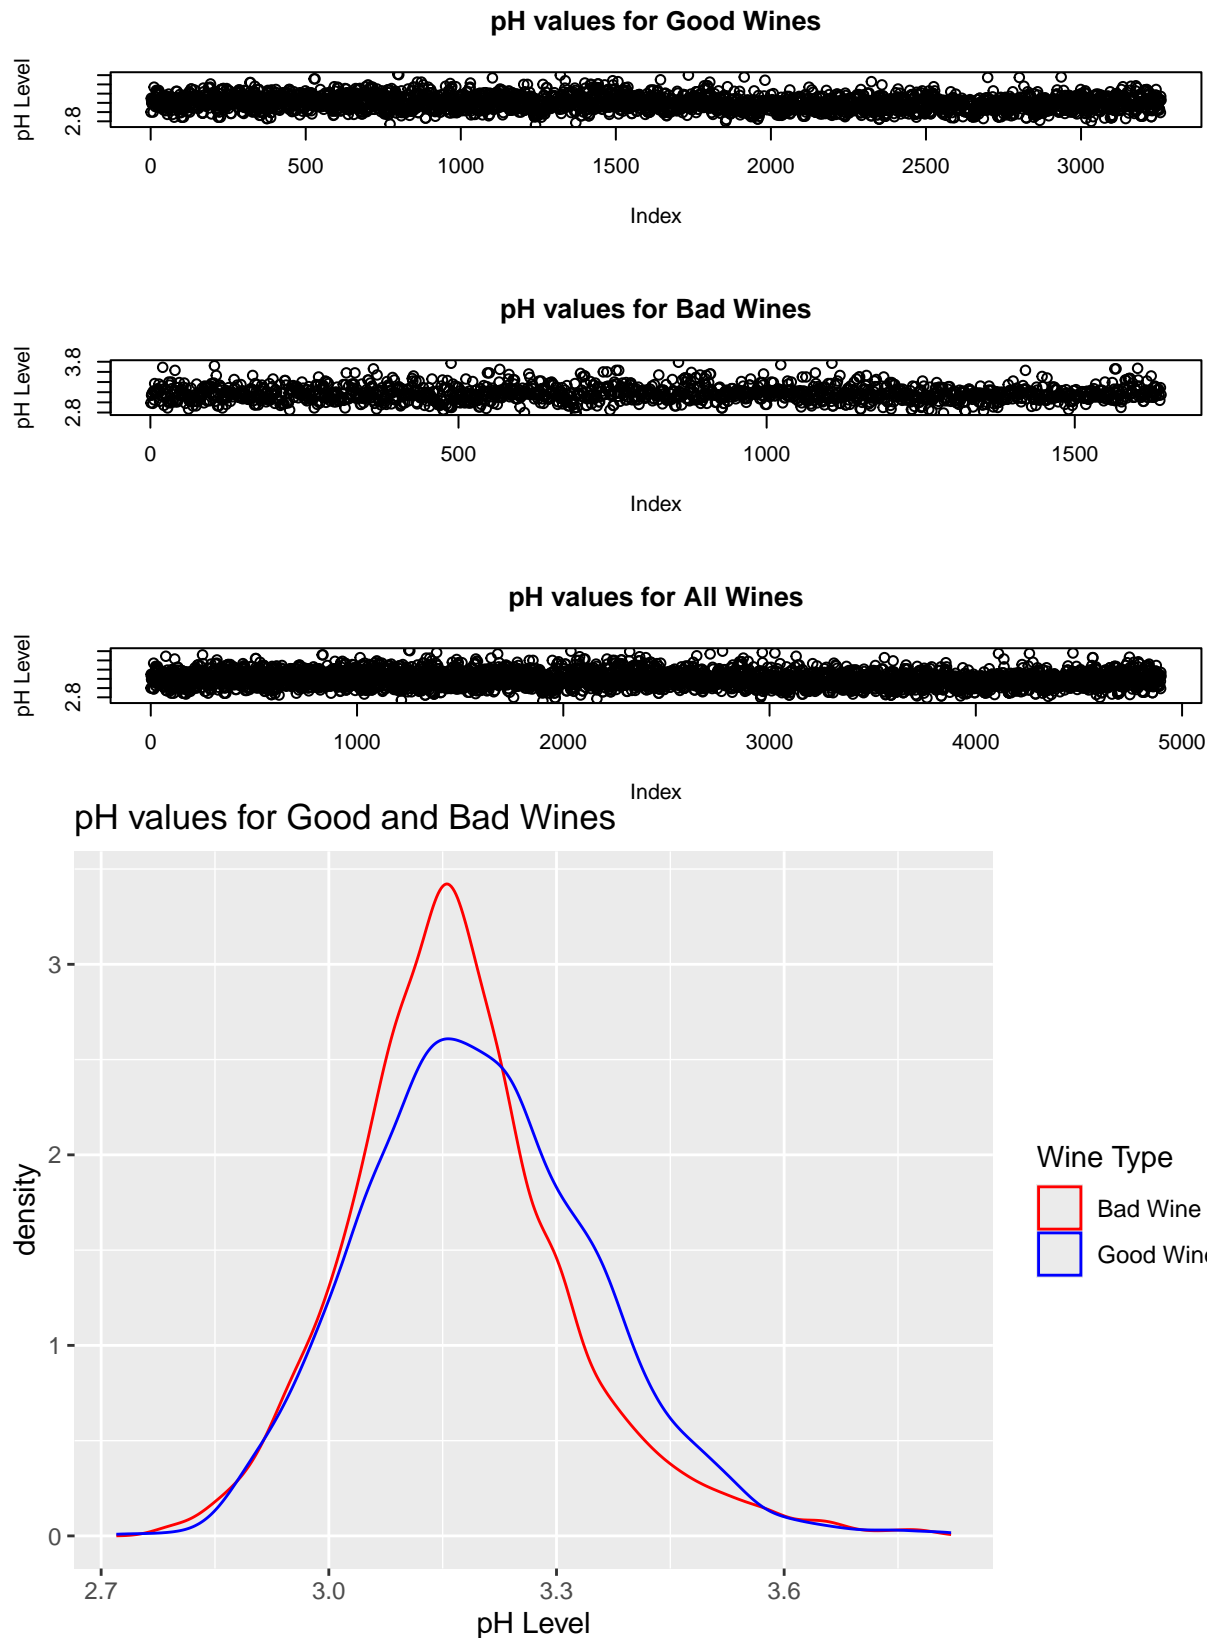 pH values for Good Wines
pH Level
2.8
0 500 1000 1500 2000 2500 3000
Index
pH values for Bad Wines
pH Level
2.8 3.8
0 500 1000 1500
Index
pH values for All Wines
pH Level
2.8
0 1000 2000 3000 4000 5000
Index
pH values for Good and Bad Wines
density
3
2
1
0
2.7 3.0 3.3 3.6
pH Level
Wine Type
Bad Wine
Good Wine